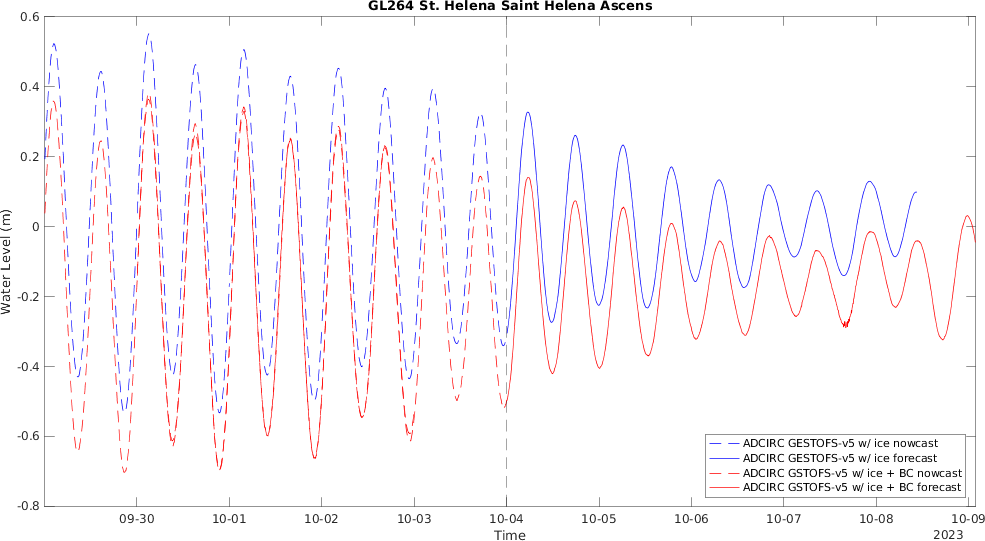 GL264 St. Helena Saint Helena Ascens
0.6
0.4
0.2
0
-0.2
-0.4
-0.6
-0.8
Water Level (m)
ADCIRC GESTOFS-v5 w/ ice nowcast
ADCIRC GESTOFS-v5 w/ ice forecast
ADCIRC GSTOFS-v5 w/ ice + BC nowcast
ADCIRC GSTOFS-v5 w/ ice + BC forecast
09-30 10-01 10-02 10-03 10-04 10-05 10-06 10-07 10-08 10-09
Time
2023